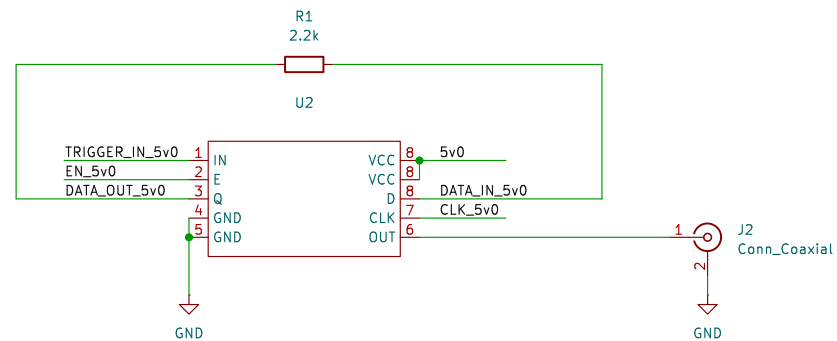 R1
2.2k
U2
TRIGGER_IN_5v0 1 IN VCC 8 5v0
EN_5v0 2 E VCC 8
DATA_OUT_5v0 3 Q D 8 DATA_IN_5v0
4 GND CLK 7 CLK_5v0
5 GND OUT 6 1 J2
Conn_Coaxial
2
GND GND